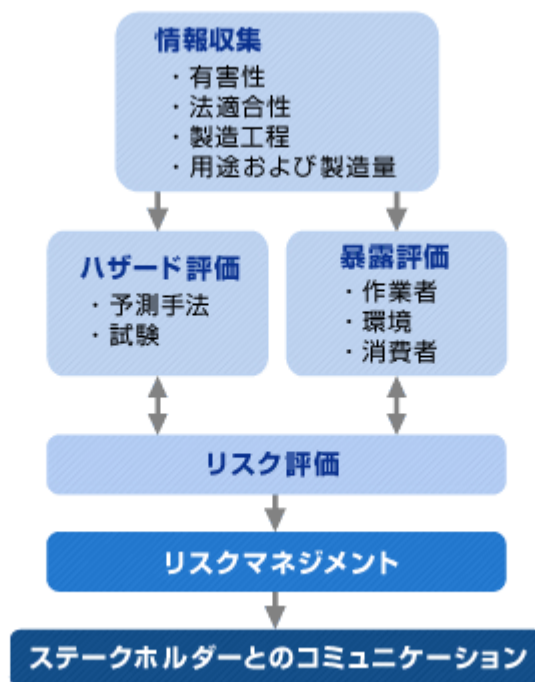 情報収集
・有害性
・法適合性
・製造工程
・用途および製造量
ハザード評価
・予測手法
・試験
暴露評価
・作業者
・環境
・消費者
リスク評価
リスクマネジメント
ステークホルダーとのコミュニケーション